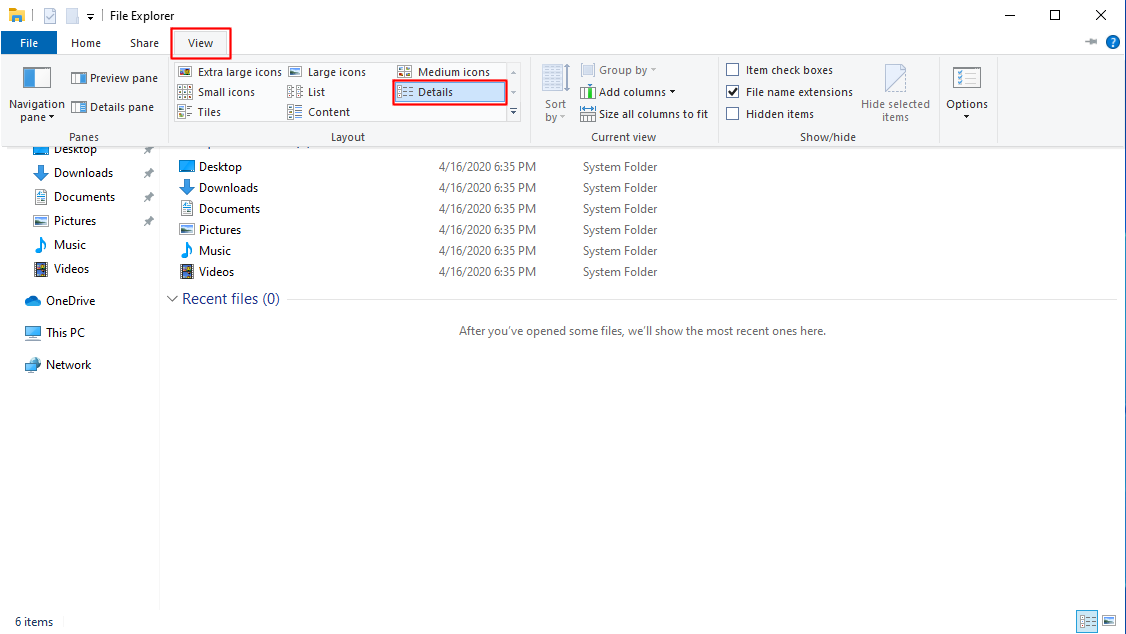 File Explorer
File Home Share View
Navigation pane
Preview pane
Details pane
Panes
Extra large icons Large icons Medium icons
Small icons List Details
Tiles Content
Layout
Sort by
Group by
Add columns
Size all columns to fit
Current view
Item check boxes
File name extensions
Hidden items
Hide selected items
Show/hide
Options
Desktop
Downloads
Documents
Pictures
Music
Videos
OneDrive
This PC
Network
Desktop 4/16/2020 6:35 PM System Folder
Downloads 4/16/2020 6:35 PM System Folder
Documents 4/16/2020 6:35 PM System Folder
Pictures 4/16/2020 6:35 PM System Folder
Music 4/16/2020 6:35 PM System Folder
Videos 4/16/2020 6:35 PM System Folder
Recent files (0)
After you've opened some files, we'll show the most recent ones here.
6 items